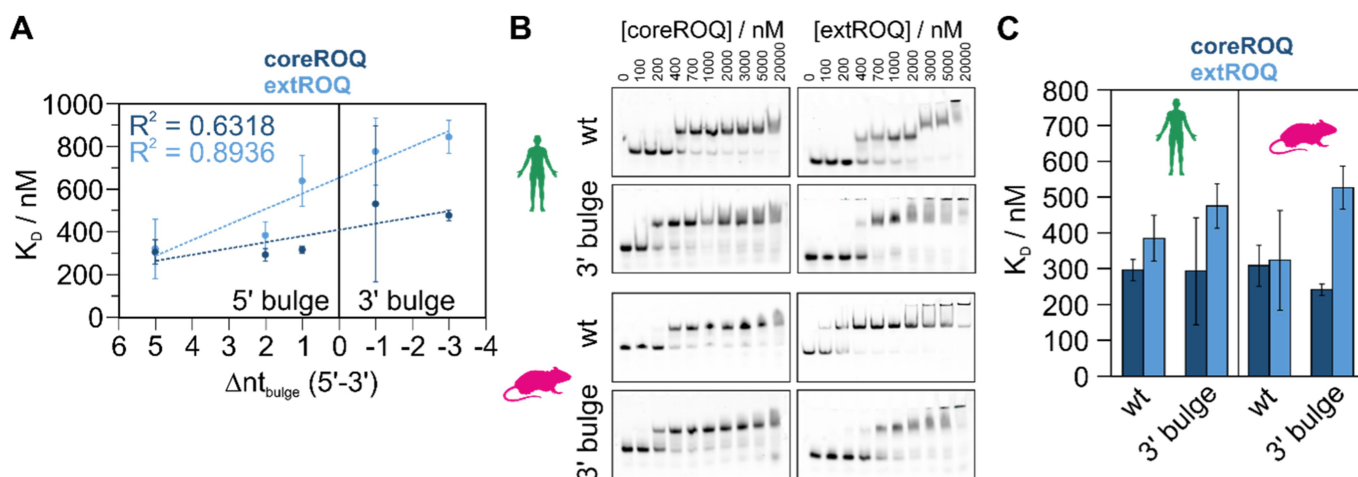 A
coreROQ
extROQ
R² = 0.6318
R² = 0.8936
1000
800
600
400
200
0
K_D / nM
5' bulge
3' bulge
6 5 4 3 2 1 0 -1 -2 -3 -4
Δnt_bulge (5'-3')
B
[coreROQ] / nM
[extROQ] / nM
0 100 200 400 700 1000 2000 3000 5000 20000
0 100 200 400 700 1000 2000 3000 5000 20000
wt
3' bulge
wt
3' bulge
C
coreROQ
extROQ
800
700
600
500
400
300
200
100
0
K_D / nM
wt
3' bulge
wt
3' bulge